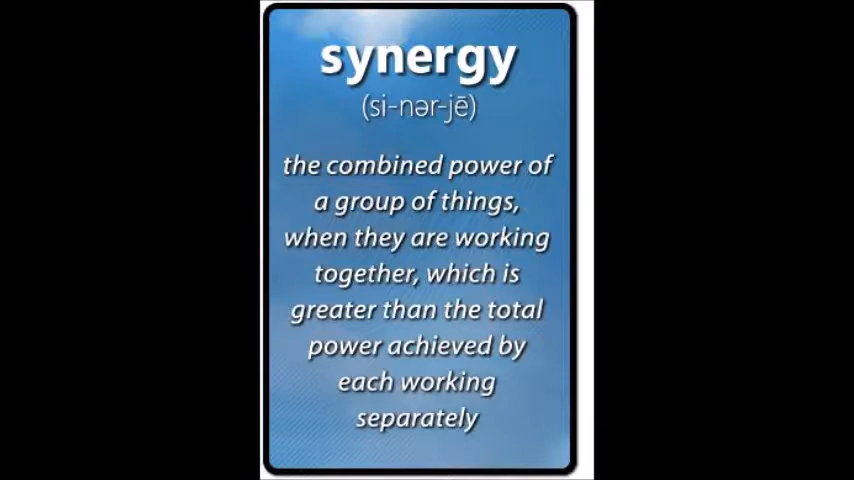 synergy
(si-nər-jē)
the combined power of
a group of things,
when they are working
together, which is
greater than the total
power achieved by
each working
separately